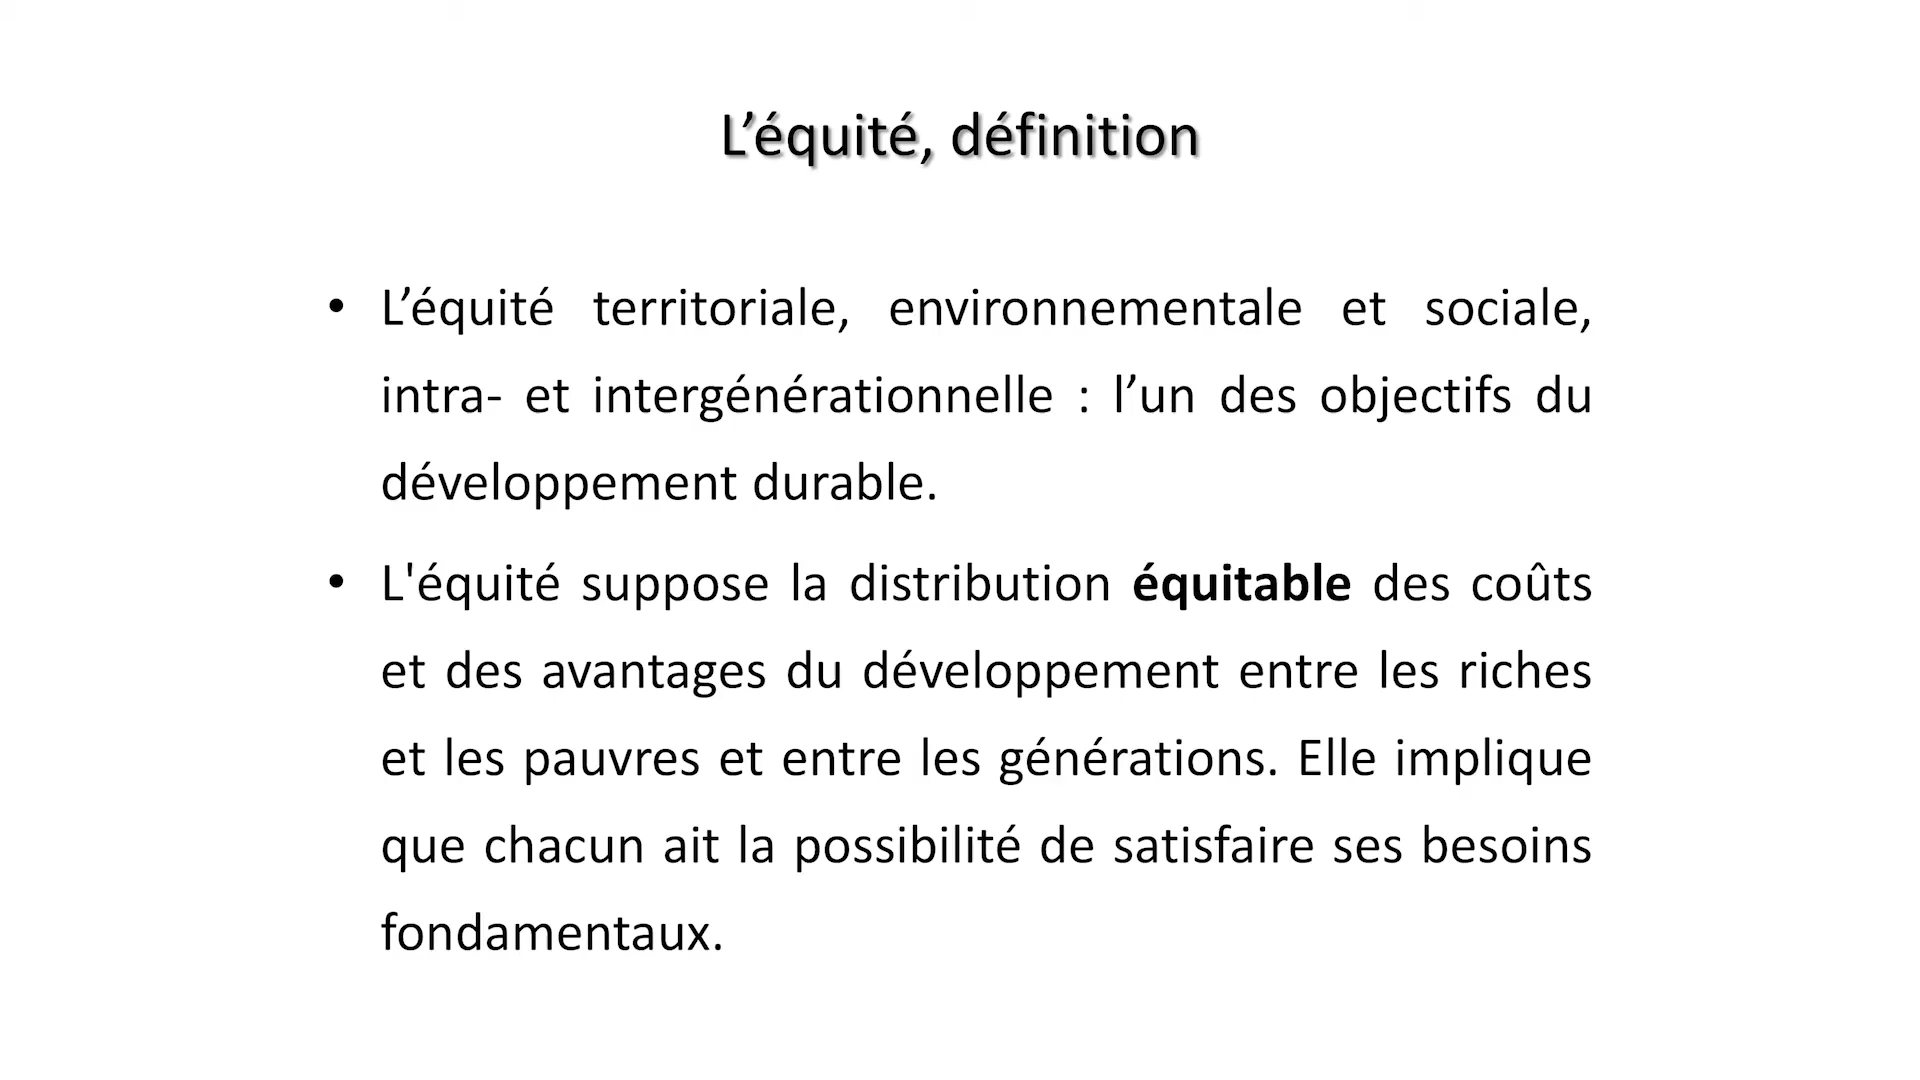 L’équité, définition
• L’équité territoriale, environnementale et sociale,
intra- et intergénérationnelle : l’un des objectifs du
développement durable.
• L'équité suppose la distribution équitable des coûts
et des avantages du développement entre les riches
et les pauvres et entre les générations. Elle implique
que chacun ait la possibilité de satisfaire ses besoins
fondamentaux.